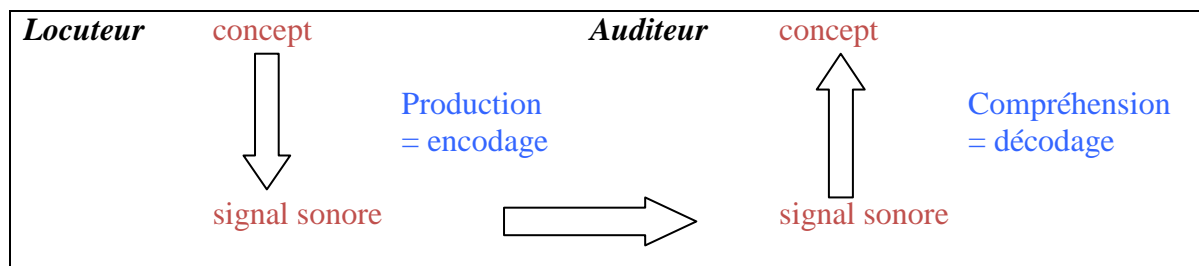 Locuteur concept Auditeur concept
Production Compréhension
= encodage = décodage
signal sonore signal sonore